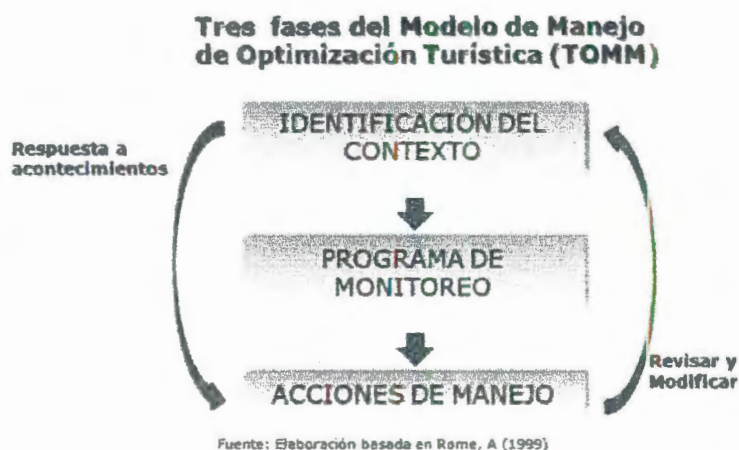 Tres fases del Modelo de Manejo
de Optimización Turística (TOMM)
IDENTIFICACIÓN DEL
CONTEXTO
Respuesta a
acontecimientos
PROGRAMA DE
MONITOREO
ACCIONES DE MANEJO
Revisar y
Modificar
Fuente: Elaboración basada en Rome, A (1999)